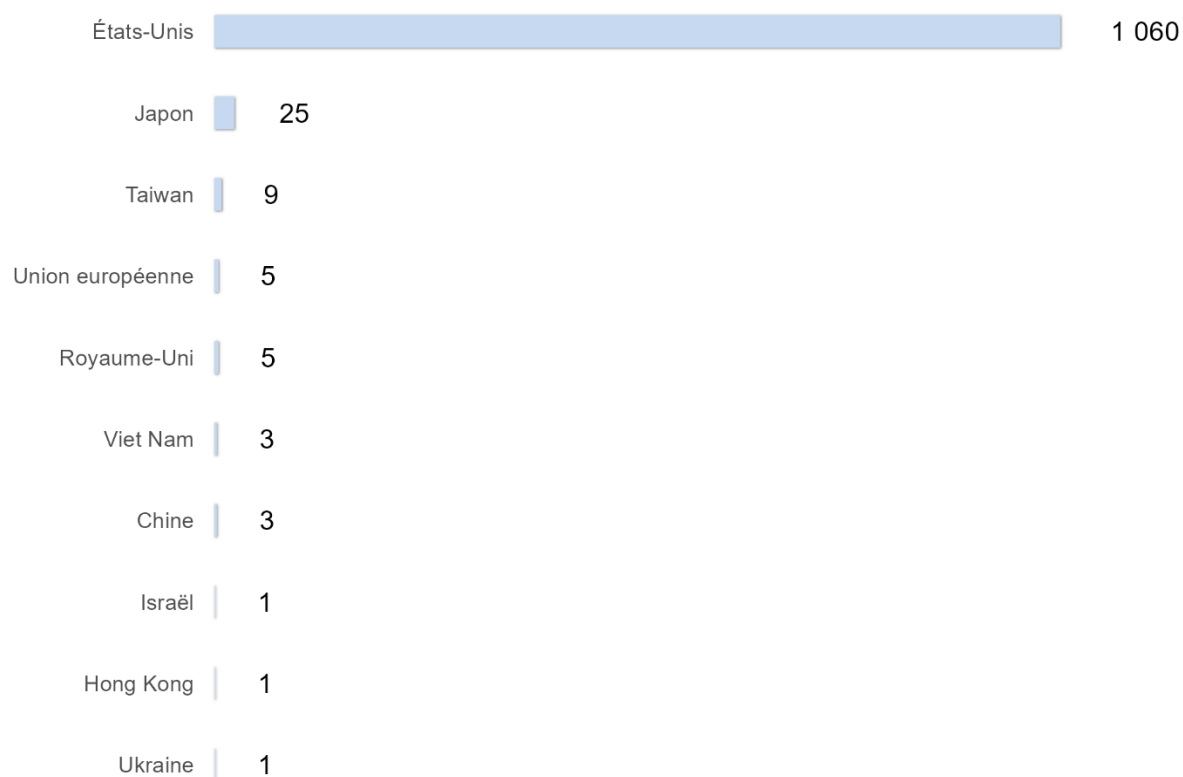 États-Unis 1 060
Japon 25
Taiwan 9
Union européenne 5
Royaume-Uni 5
Viet Nam 3
Chine 3
Israël 1
Hong Kong 1
Ukraine 1